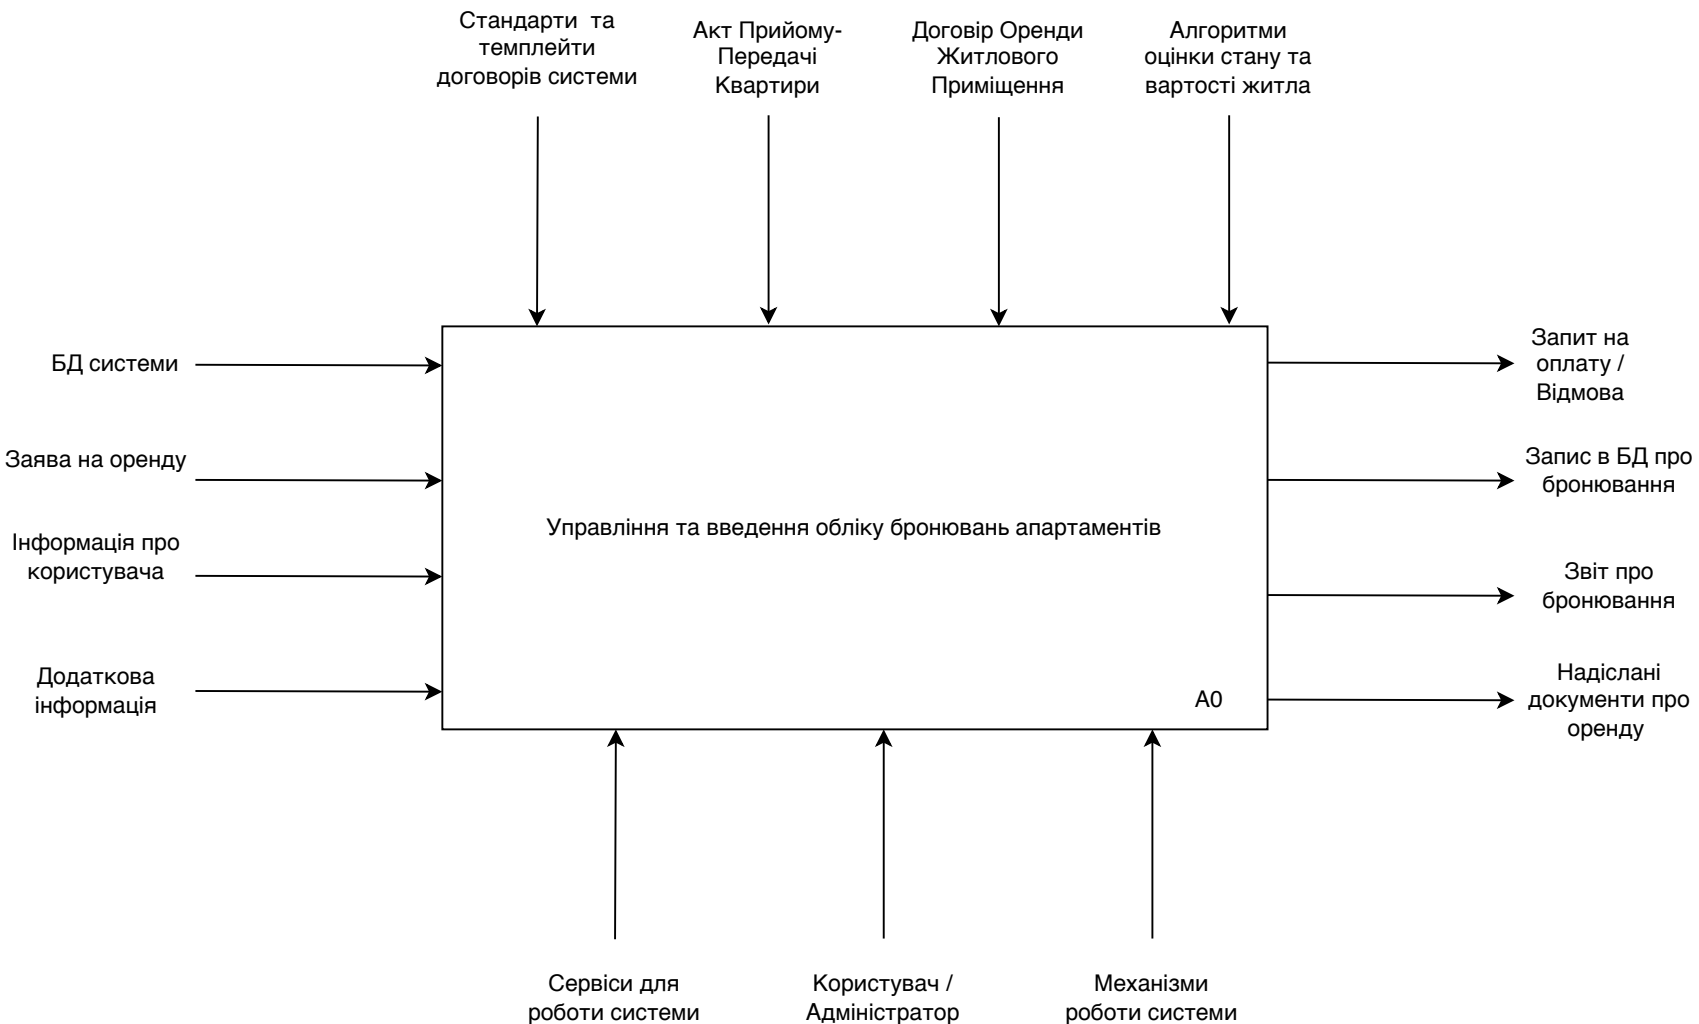 Стандарти та
темплейти
договорів системи
Акт Прийому-
Передачі
Квартири
Договір Оренди
Житлового
Приміщення
Алгоритми
оцінки стану та
вартості житла
БД системи
Заява на оренду
Інформація про
користувача
Додаткова
інформація
Управління та введення обліку бронювань апартаментів
A0
Запит на
оплату /
Відмова
Запис в БД про
бронювання
Звіт про
бронювання
Надіслані
документи про
оренду
Сервіси для
роботи системи
Користувач /
Адміністратор
Механізми
роботи системи